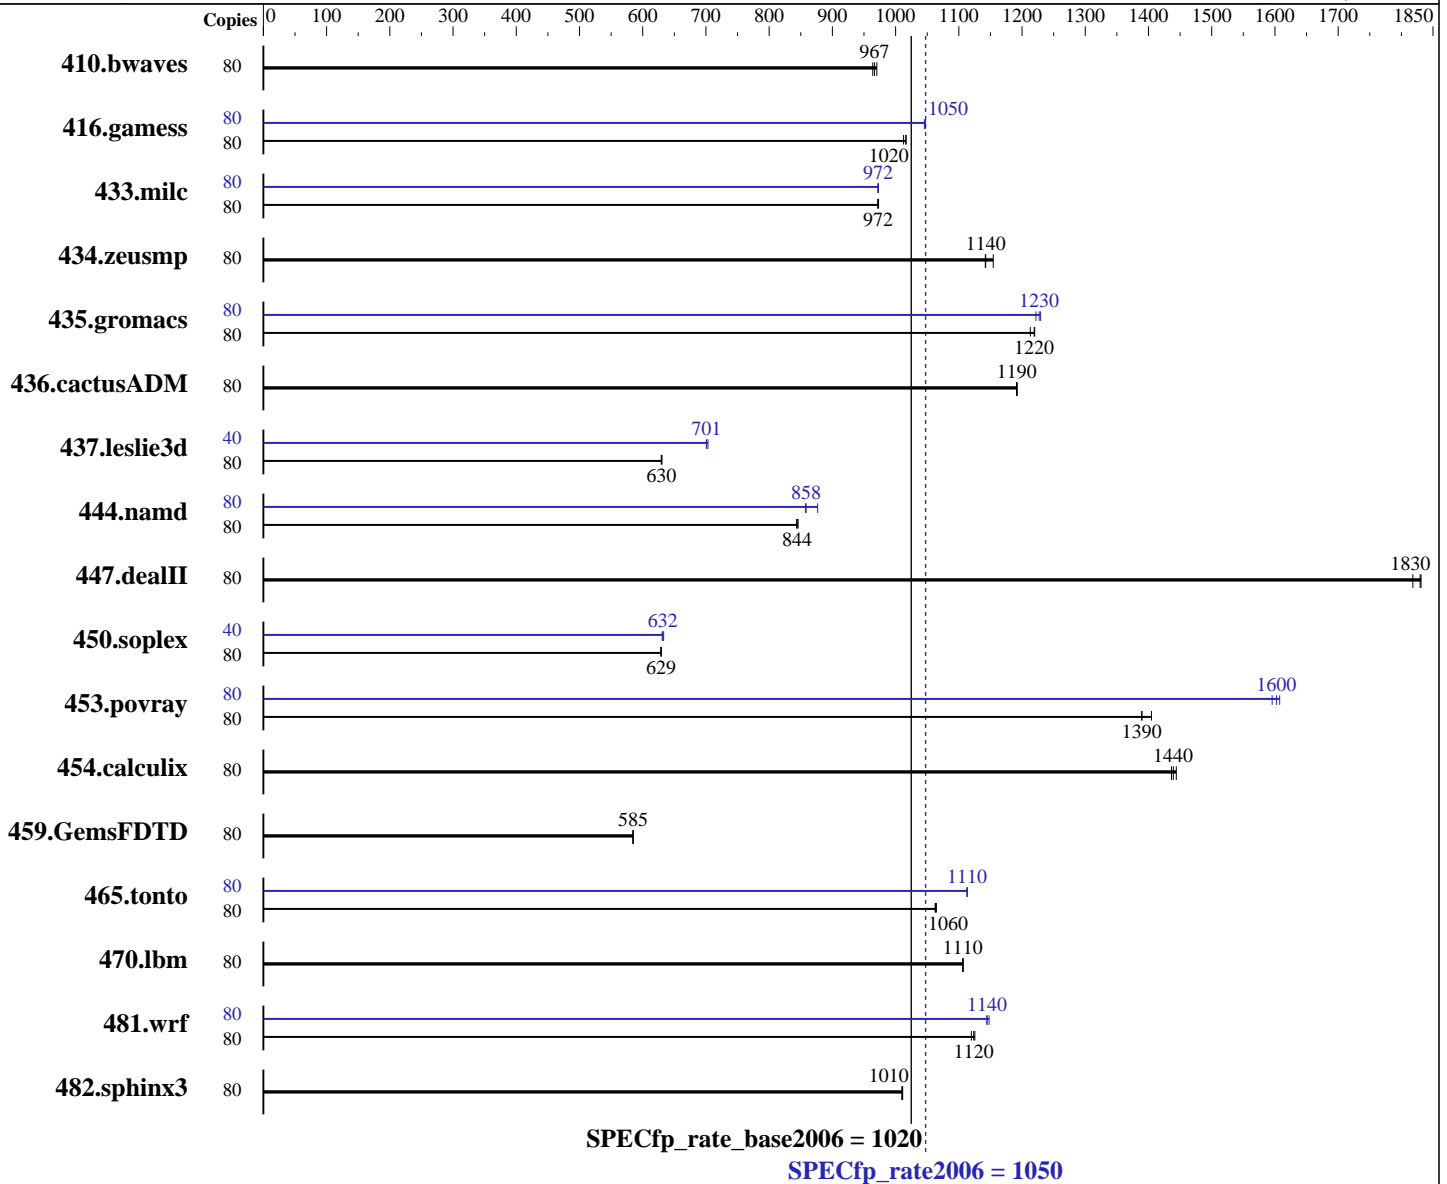 Copies 0 100 200 300 400 500 600 700 800 900 1000 1100 1200 1300 1400 1500 1600 1700 1850
410.bwaves 80 967
416.gamess 80 1050
80 1020
433.milc 80 972
80 972
434.zeusmp 80 1140
435.gromacs 80 1230
80 1220
436.cactusADM 80 1190
437.leslie3d 40 701
80 630
444.namd 80 858
80 844
447.dealII 80 1830
450.soplex 40 632
80 629
453.povray 80 1600
80 1390
454.calculix 80 1440
459.GemsFDTD 80 585
465.tonto 80 1110
80 1060
470.lbm 80 1110
481.wrf 80 1140
80 1120
482.sphinx3 80 1010
SPECfp_rate_base2006 = 1020
SPECfp_rate2006 = 1050